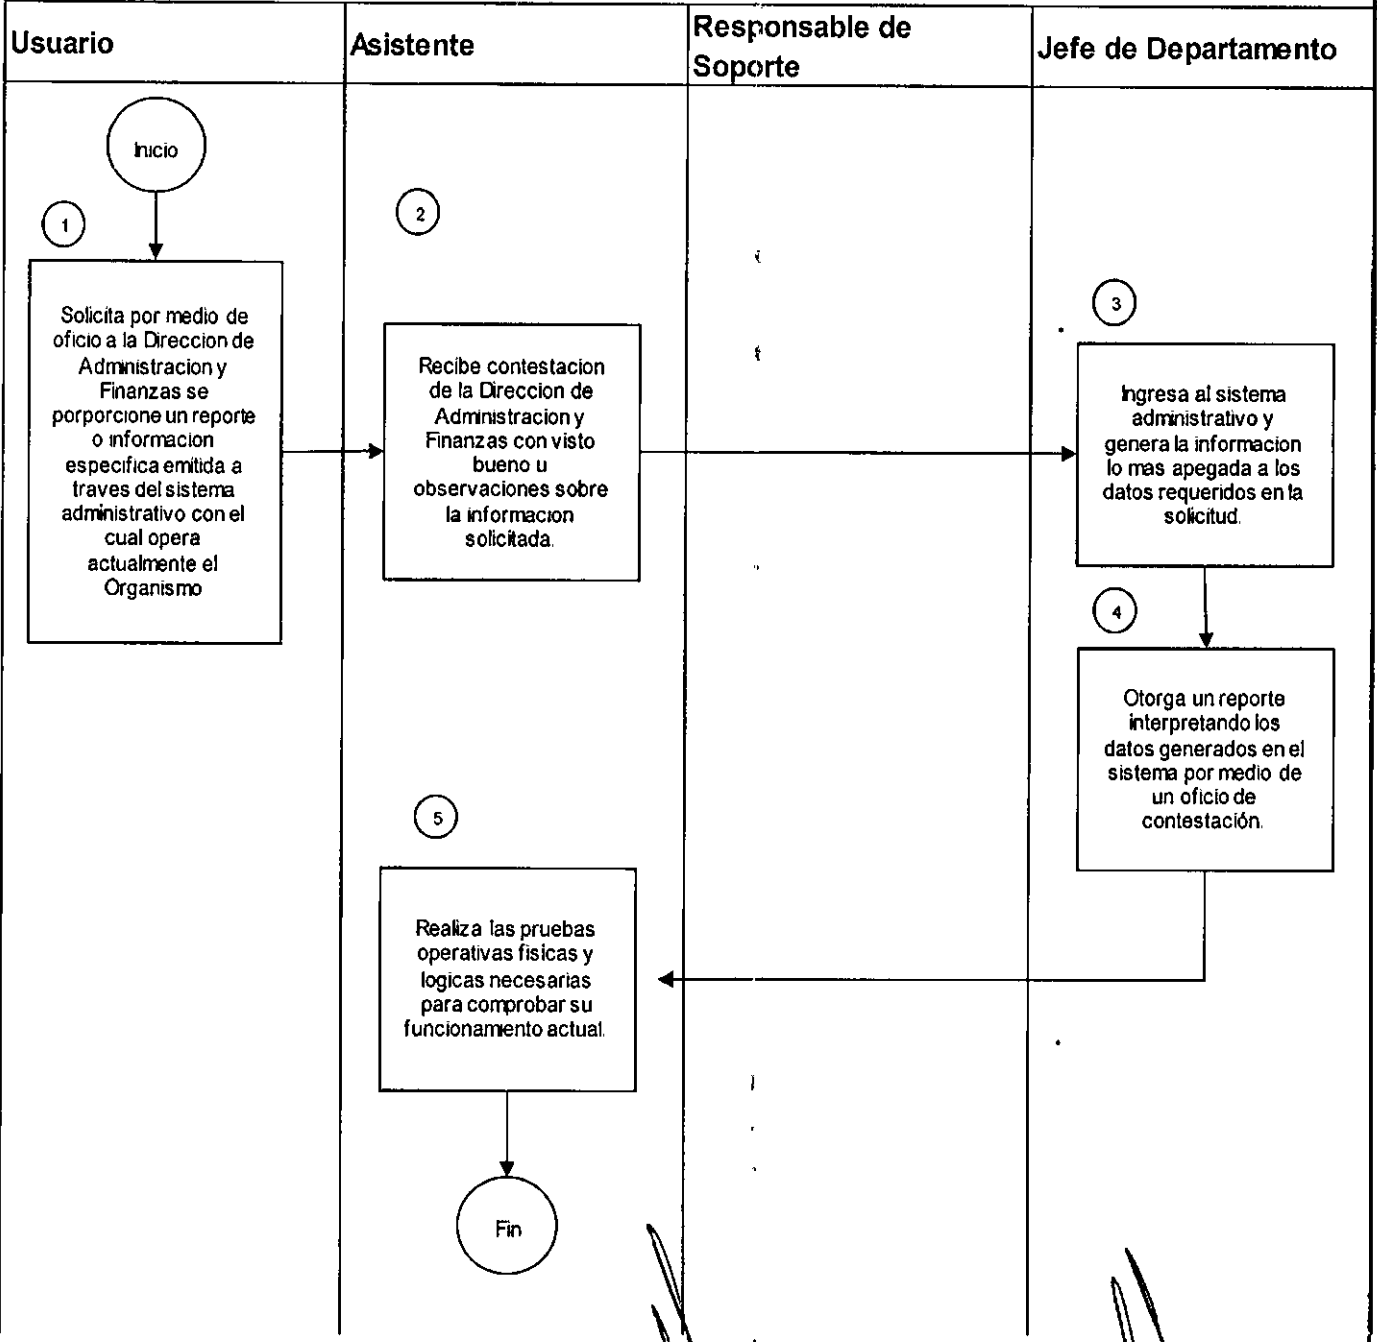 Usuario
Asistente
Responsable de
Soporte
Jefe de Departamento
Inicio
1
Solicita por medio de
oficio a la Direccion de
Administracion y
Finanzas se
porporcione un reporte
o informacion
especifica emitida a
traves del sistema
administrativo con el
cual opera
actualmente el
Organismo
2
Recibe contestacion
de la Direccion de
Administracion y
Finanzas con visto
bueno u
observaciones sobre
la informacion
solicitada.
3
Ingresa al sistema
administrativo y
genera la informacion
lo mas apegada a los
datos requeridos en la
solicitud.
4
Otorga un reporte
interpretando los
datos generados en el
sistema por medio de
un oficio de
contestación.
5
Realiza las pruebas
operativas fisicas y
logicas necesarias
para comprobar su
funcionamento actual.
Fin